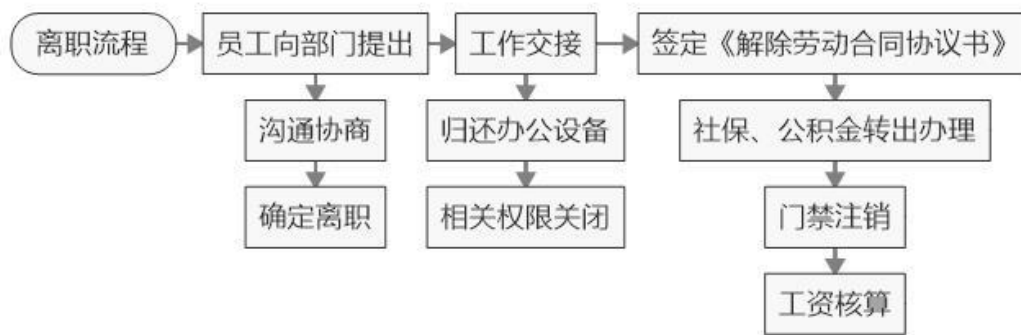 离职流程
员工向部门提出
工作交接
签定《解除劳动合同协议书》
沟通协商
归还办公设备
社保、公积金转出办理
确定离职
相关权限关闭
门禁注销
工资核算